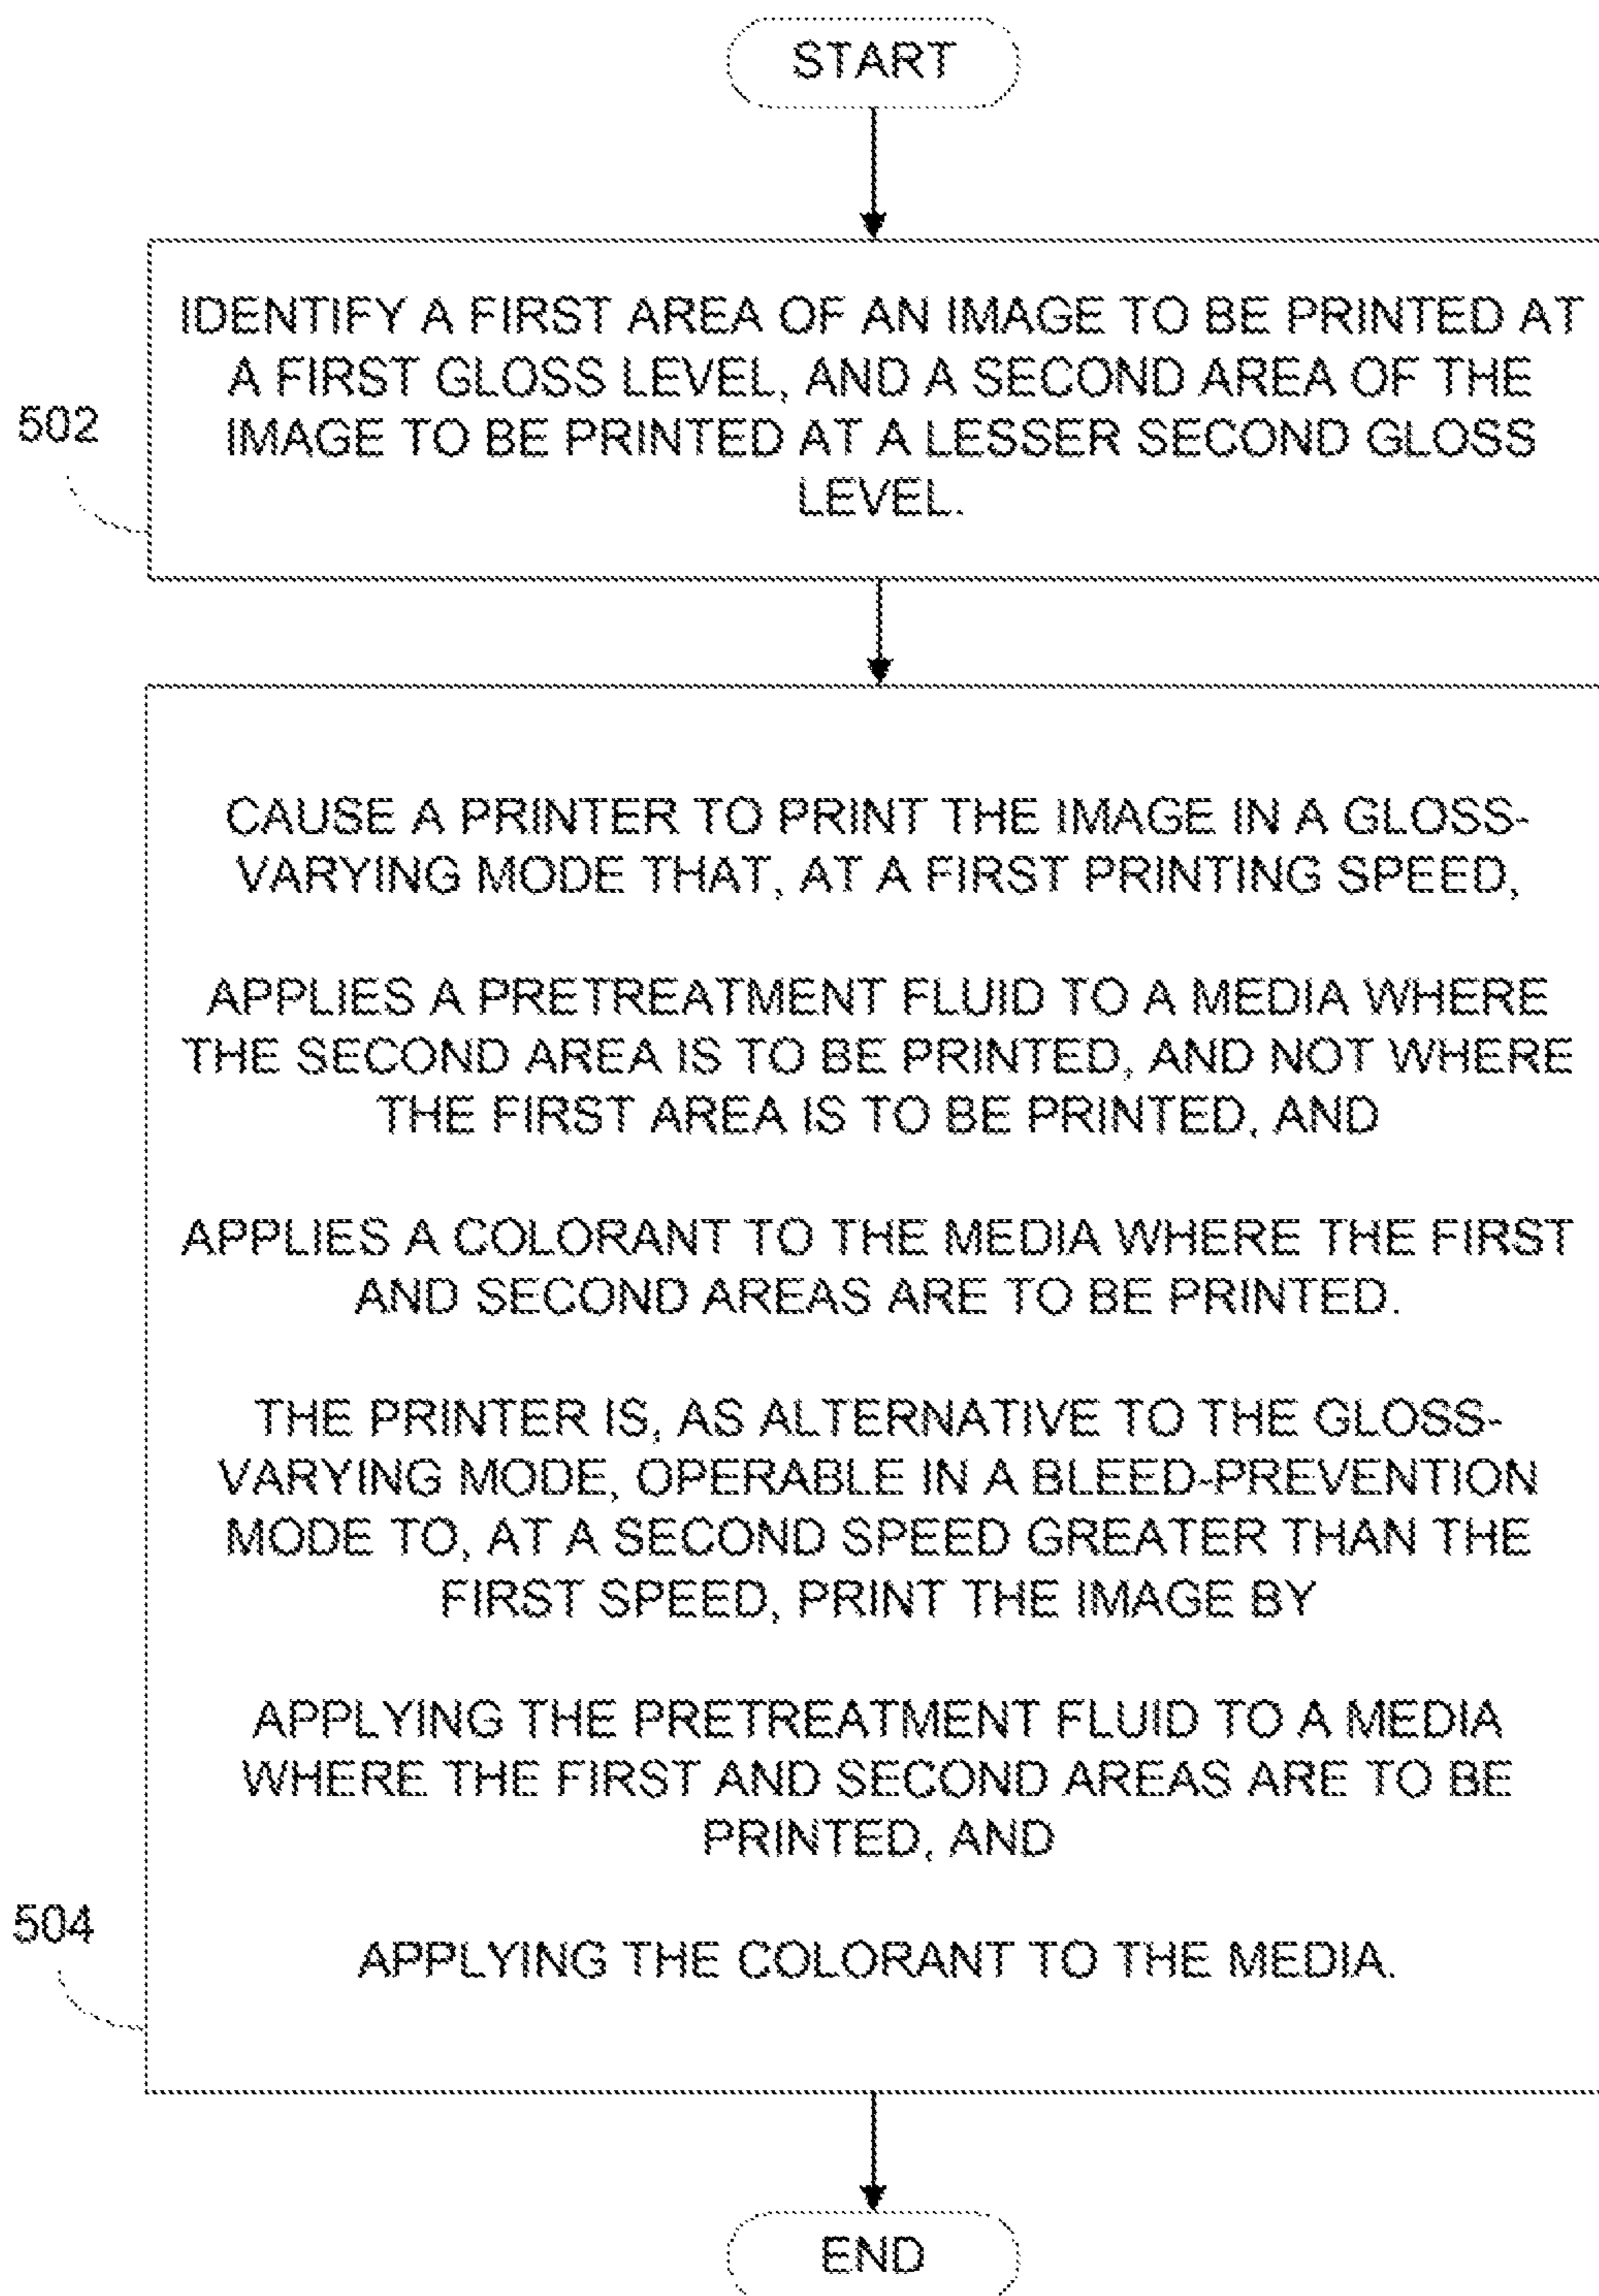 START
IDENTIFY A FIRST AREA OF AN IMAGE TO BE PRINTED AT
A FIRST GLOSS LEVEL, AND A SECOND AREA OF THE
IMAGE TO BE PRINTED AT A LESSER SECOND GLOSS
LEVEL.
502
CAUSE A PRINTER TO PRINT THE IMAGE IN A GLOSS-
VARYING MODE THAT, AT A FIRST PRINTING SPEED,
APPLIES A PRETREATMENT FLUID TO A MEDIA WHERE
THE SECOND AREA IS TO BE PRINTED, AND NOT WHERE
THE FIRST AREA IS TO BE PRINTED, AND
APPLIES A COLORANT TO THE MEDIA WHERE THE FIRST
AND SECOND AREAS ARE TO BE PRINTED.
THE PRINTER IS, AS ALTERNATIVE TO THE GLOSS-
VARYING MODE, OPERABLE IN A BLEED-PREVENTION
MODE TO, AT A SECOND SPEED GREATER THAN THE
FIRST SPEED, PRINT THE IMAGE BY
APPLYING THE PRETREATMENT FLUID TO A MEDIA
WHERE THE FIRST AND SECOND AREAS ARE TO BE
PRINTED, AND
504
APPLYING THE COLORANT TO THE MEDIA.
END